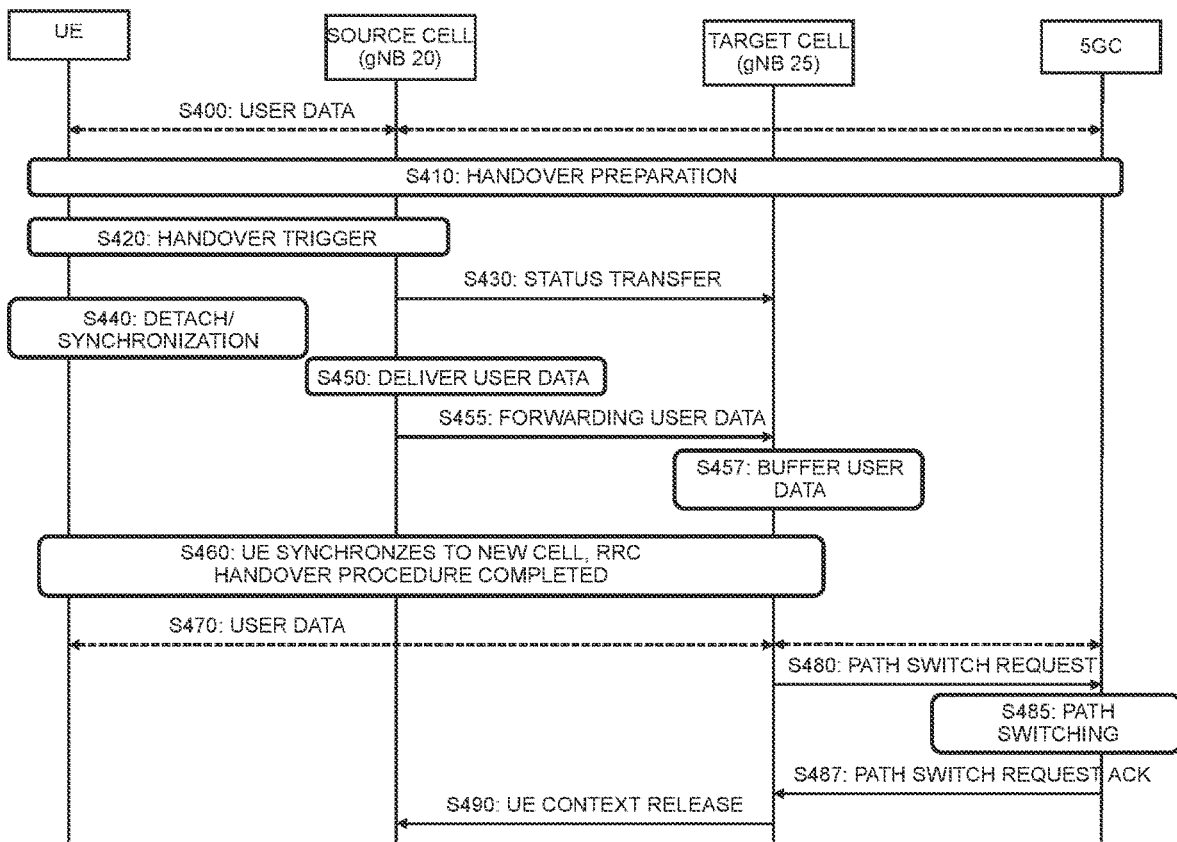 UE
SOURCE CELL
(gNB 20)
TARGET CELL
(gNB 25)
5GC
S400: USER DATA
S410: HANDOVER PREPARATION
S420: HANDOVER TRIGGER
S430: STATUS TRANSFER
S440: DETACH/
SYNCHRONIZATION
S450: DELIVER USER DATA
S455: FORWARDING USER DATA
S457: BUFFER USER
DATA
S460: UE SYNCHRONZES TO NEW CELL, RRC
HANDOVER PROCEDURE COMPLETED
S470: USER DATA
S480: PATH SWITCH REQUEST
S485: PATH
SWITCHING
S487: PATH SWITCH REQUEST ACK
S490: UE CONTEXT RELEASE